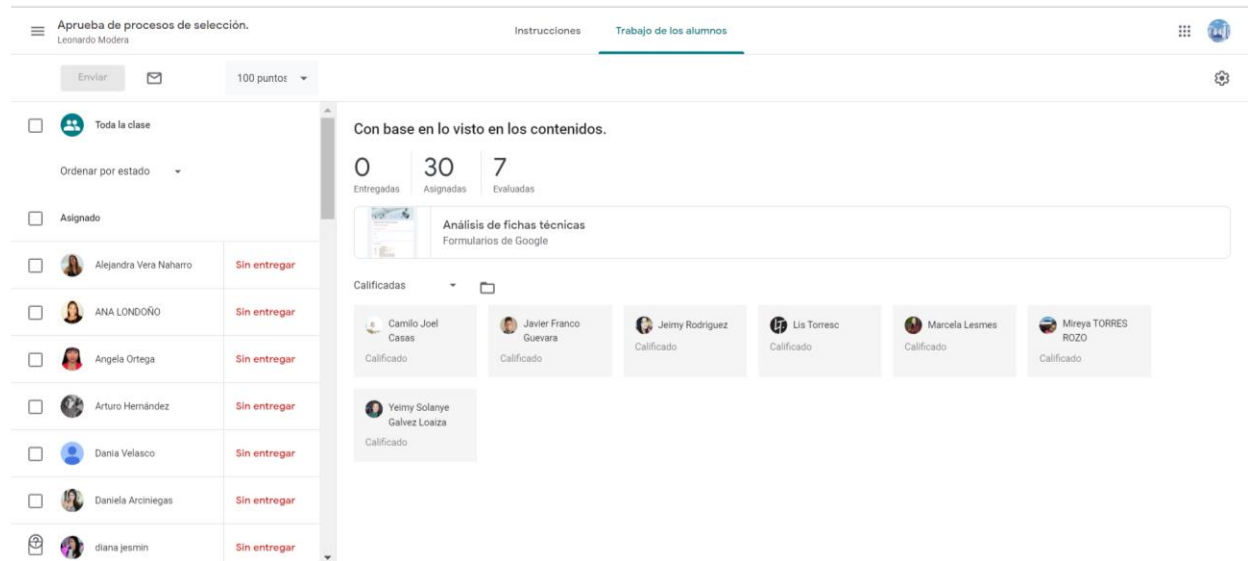 Aprueba de procesos de selección.
Leonardo Modera
Instrucciones
Trabajo de los alumnos
Enviar
100 puntos
Toda la clase
Ordenar por estado
Asignado
Alejandra Vera Naharro
Sin entregar
ANA LONDOÑO
Sin entregar
Angela Ortega
Sin entregar
Arturo Hernández
Sin entregar
Dania Velasco
Sin entregar
Daniela Arciniegas
Sin entregar
diana jesmin
Sin entregar
Con base en lo visto en los contenidos.
0
30
7
Entregadas
Asignadas
Evaluadas
Análisis de fichas técnicas
Formularios de Google
Calificadas
Camilo Joel
Casas
Calificado
Javier Franco
Guevara
Calificado
Jeimy Rodriguez
Calificado
Lis Torresc
Calificado
Marcela Lesmes
Calificado
Mireya TORRES
ROZO
Calificado
Yeimy Solanye
Galvez Loaiza
Calificado